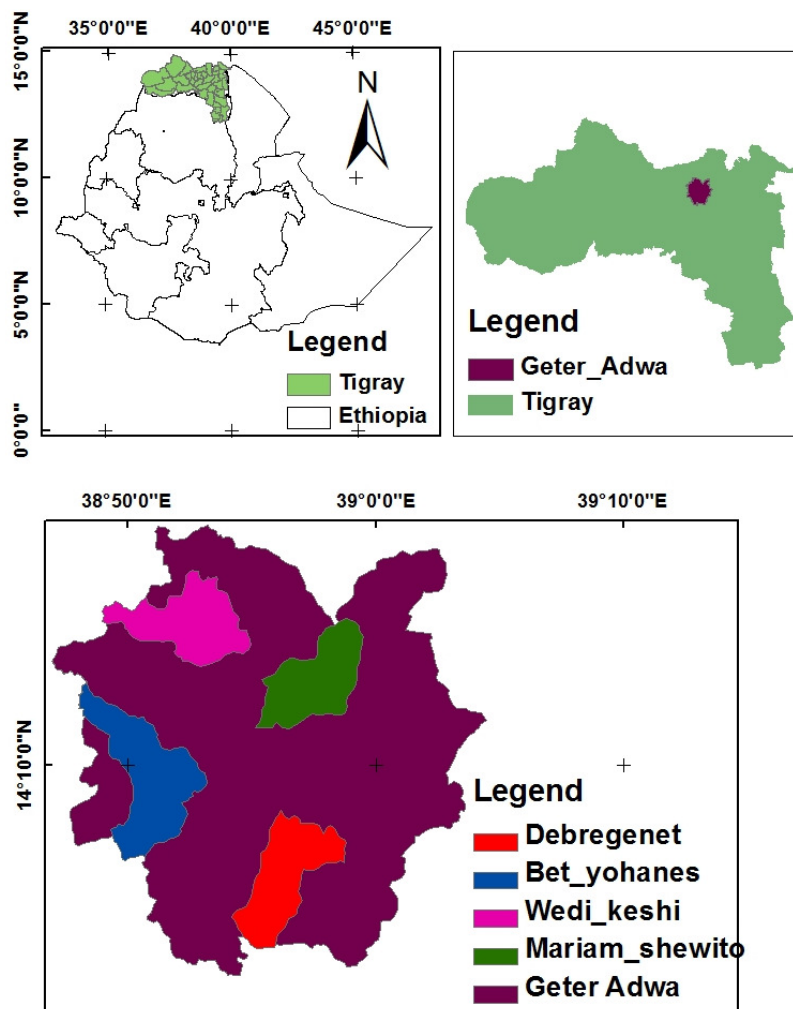 35°0'0"E 40°0'0"E 45°0'0"E
15°0'0"N
10°0'0"N
5°0'0"N
0°0'0"
N
Legend
Tigray
Ethiopia
Legend
Geter_Adwa
Tigray
38°50'0"E 39°0'0"E 39°10'0"E
14°10'0"N
Legend
Debregenet
Bet_yohanes
Wedi_keshi
Mariam_shewito
Geter Adwa